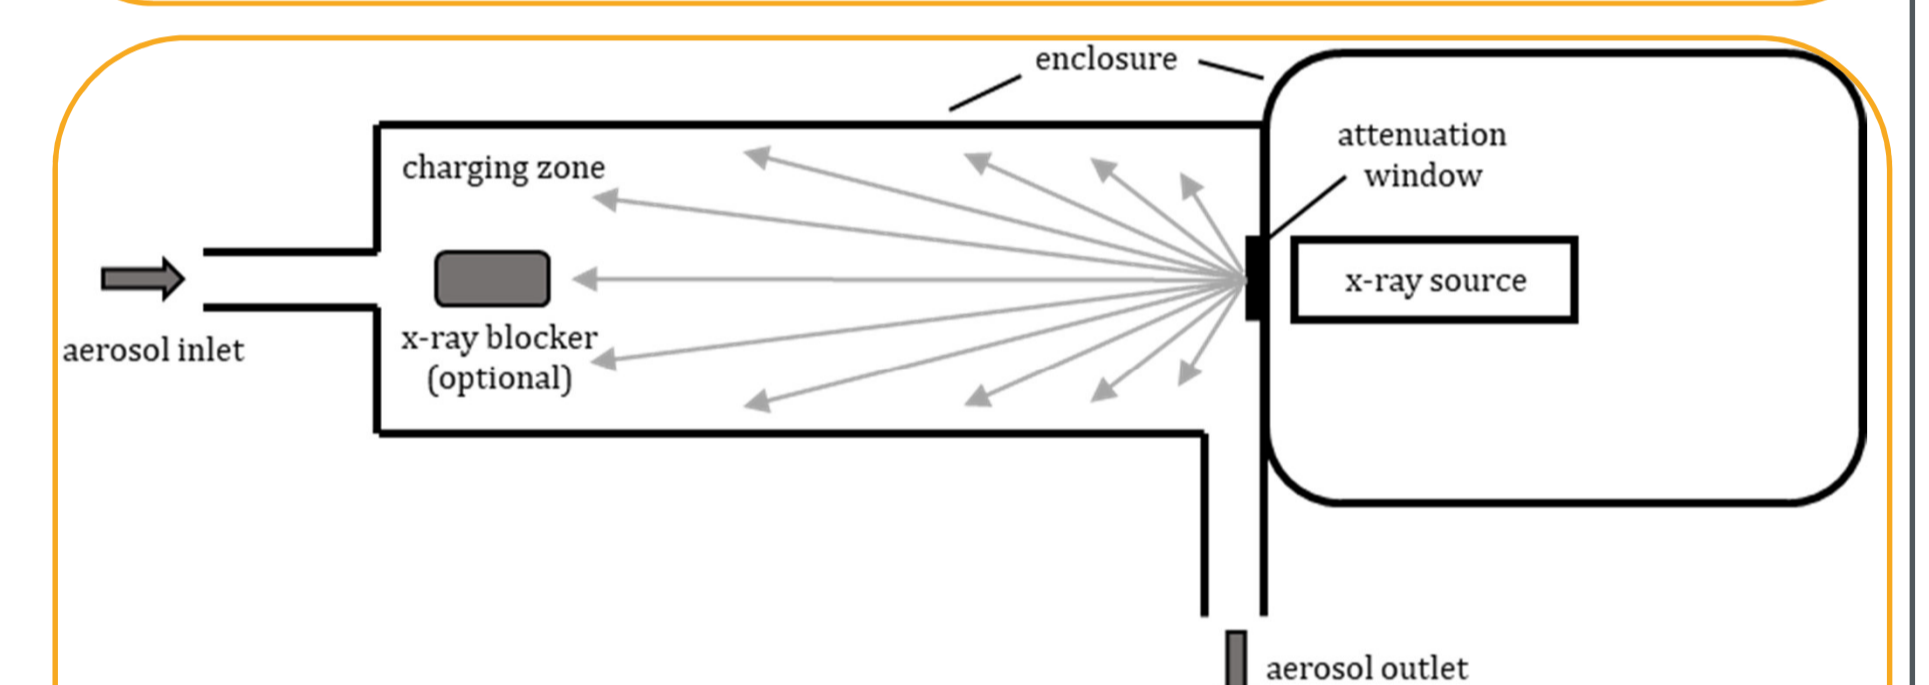 enclosure
attenuation
window
charging zone
x-ray source
x-ray blocker
(optional)
aerosol inlet
aerosol outlet